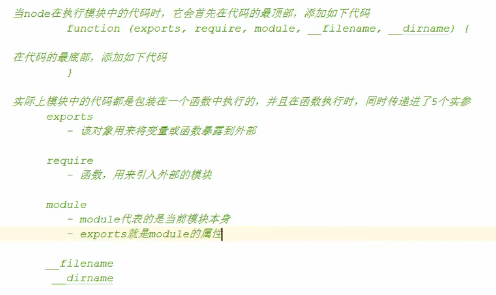 当node在执行模块中的代码时，它会首先在代码的最顶部，添加如下代码
function (exports, require, module, __filename, __dirname) {
在代码的最底部，添加如下代码
}
实际上模块中的代码都是包装在一个函数中执行的，并且在函数执行时，同时传递进了5个实参
exports
- 该对象用来将变量或函数暴露到外部
require
- 函数，用来引入外部的模块
module
- module代表的是当前模块本身
- exports就是module的属性
__filename
__dirname